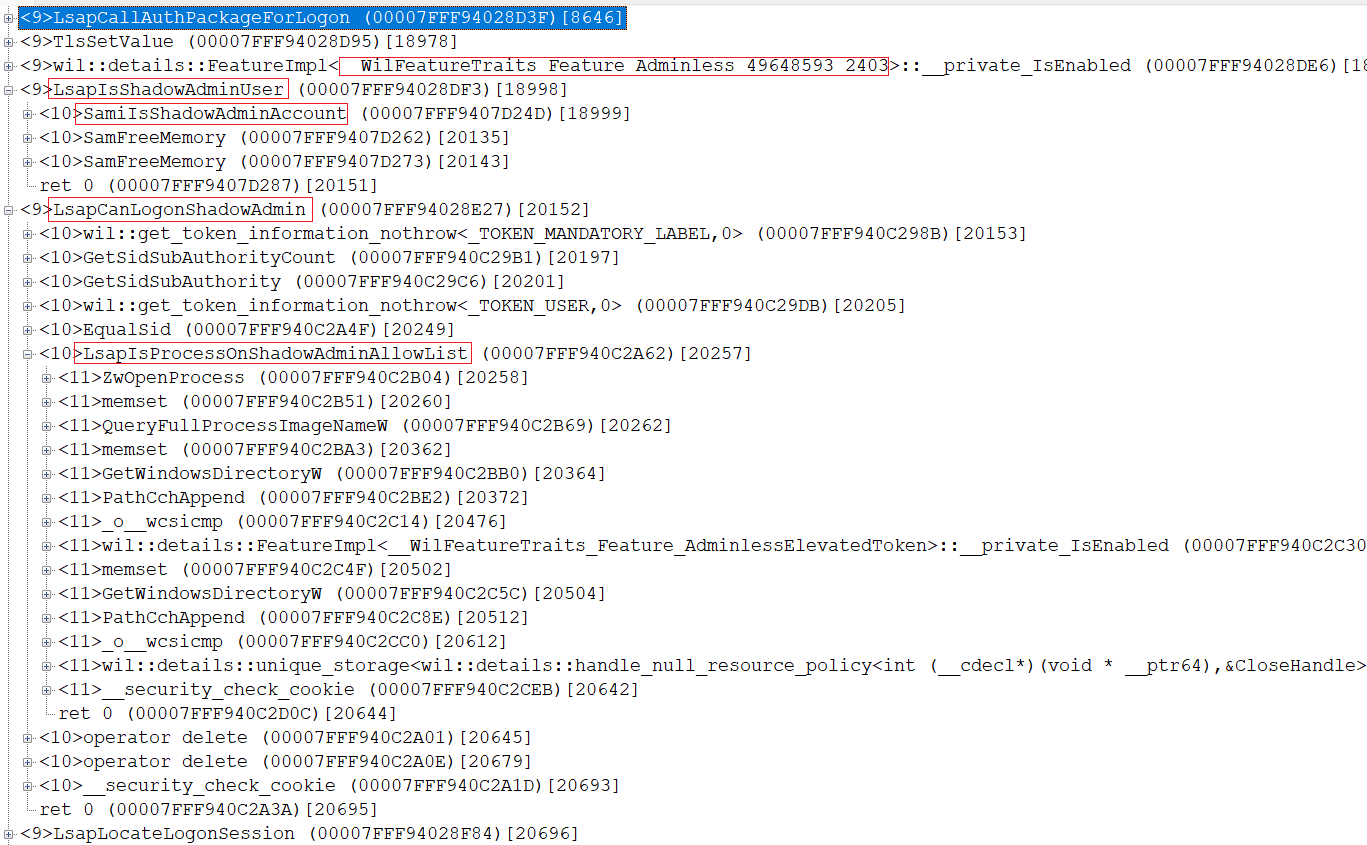 <9>LsapCallAuthPackageForLogon (00007FFF94028D3F)[8646]
<9>TlsSetValue (00007FFF94028D95)[18978]
<9>wil::details::FeatureImpl<__WilFeatureTraits_Feature_Adminless_49648593_2403>::__private_IsEnabled (00007FFF94028DE6)[18
<9>LsapIsShadowAdminUser (00007FFF94028DF3)[18998]
<10>SamiIsShadowAdminAccount (00007FFF9407D24D)[18999]
<10>SamFreeMemory (00007FFF9407D262)[20135]
<10>SamFreeMemory (00007FFF9407D273)[20143]
ret 0 (00007FFF9407D287)[20151]
<9>LsapCanLogonShadowAdmin (00007FFF94028E27)[20152]
<10>wil::get_token_information_nothrow<_TOKEN_MANDATORY_LABEL,0> (00007FFF940C298B)[20153]
<10>GetSidSubAuthorityCount (00007FFF940C29B1)[20197]
<10>GetSidSubAuthority (00007FFF940C29C6)[20201]
<10>wil::get_token_information_nothrow<_TOKEN_USER,0> (00007FFF940C29DB)[20205]
<10>EqualSid (00007FFF940C2A4F)[20249]
<10>LsapIsProcessOnShadowAdminAllowList (00007FFF940C2A62)[20257]
<11>ZwOpenProcess (00007FFF940C2B04)[20258]
<11>memset (00007FFF940C2B51)[20260]
<11>QueryFullProcessImageNameW (00007FFF940C2B69)[20262]
<11>memset (00007FFF940C2BA3)[20362]
<11>GetWindowsDirectoryW (00007FFF940C2BB0)[20364]
<11>PathCchAppend (00007FFF940C2BE2)[20372]
<11>_o__wcsicmp (00007FFF940C2C14)[20476]
<11>wil::details::FeatureImpl<__WilFeatureTraits_Feature_AdminlessElevatedToken>::__private_IsEnabled (00007FFF940C2C30
<11>memset (00007FFF940C2C4F)[20502]
<11>GetWindowsDirectoryW (00007FFF940C2C5C)[20504]
<11>PathCchAppend (00007FFF940C2C8E)[20512]
<11>_o__wcsicmp (00007FFF940C2CC0)[20612]
<11>wil::details::unique_storage<wil::details::handle_null_resource_policy<int (__cdecl*)(void * __ptr64),&CloseHandle>
<11>__security_check_cookie (00007FFF940C2CEB)[20642]
ret 0 (00007FFF940C2D0C)[20644]
<10>operator delete (00007FFF940C2A01)[20645]
<10>operator delete (00007FFF940C2A0E)[20679]
<10>__security_check_cookie (00007FFF940C2A1D)[20693]
ret 0 (00007FFF940C2A3A)[20695]
<9>LsapLocateLogonSession (00007FFF94028F84)[20696]